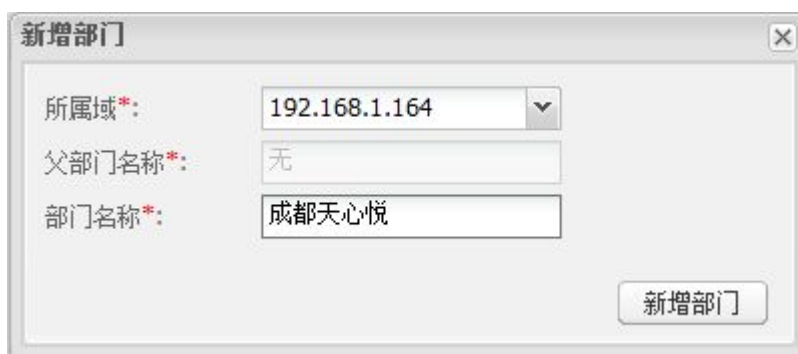 新增部门
所属域*: 192.168.1.164
父部门名称*: 无
部门名称*: 成都天心悦
新增部门